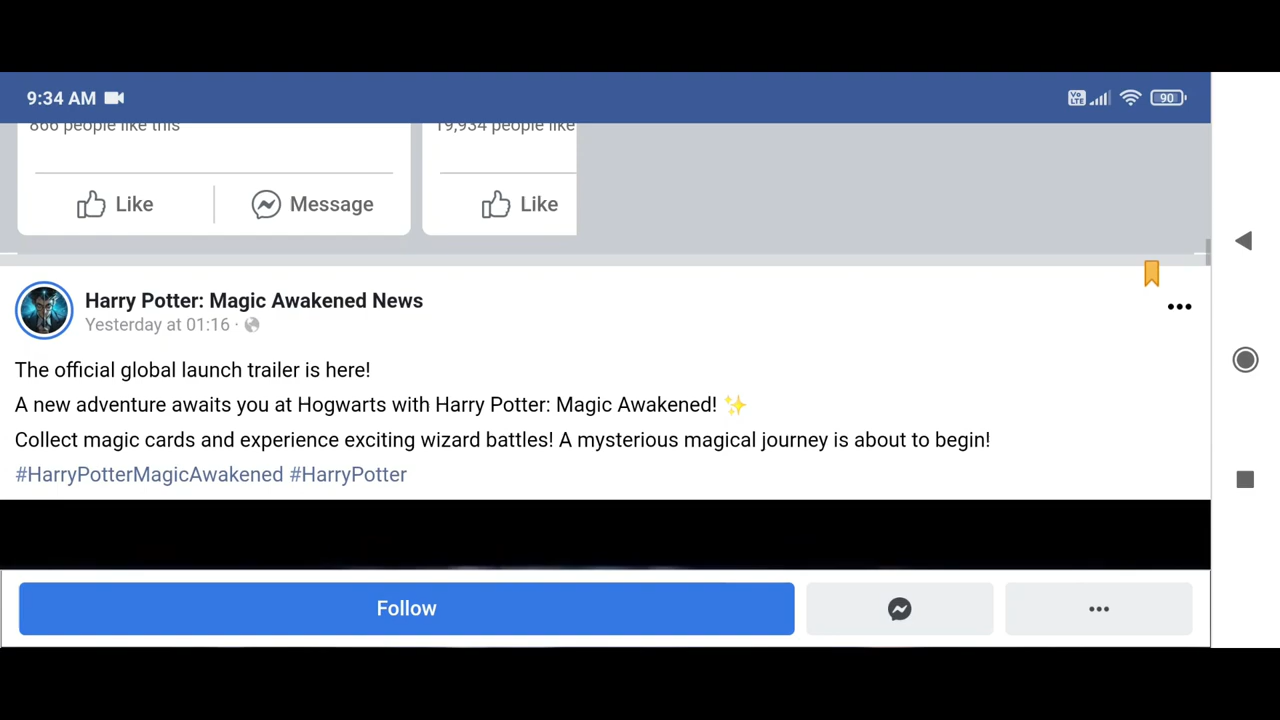 9:34 AM
Vo LTE
90
866 people like this
19,934 people like
Like
Message
Like
Harry Potter: Magic Awakened News
Yesterday at 01:16 ·
The official global launch trailer is here!
A new adventure awaits you at Hogwarts with Harry Potter: Magic Awakened! ✨
Collect magic cards and experience exciting wizard battles! A mysterious magical journey is about to begin!
#HarryPotterMagicAwakened #HarryPotter
Follow